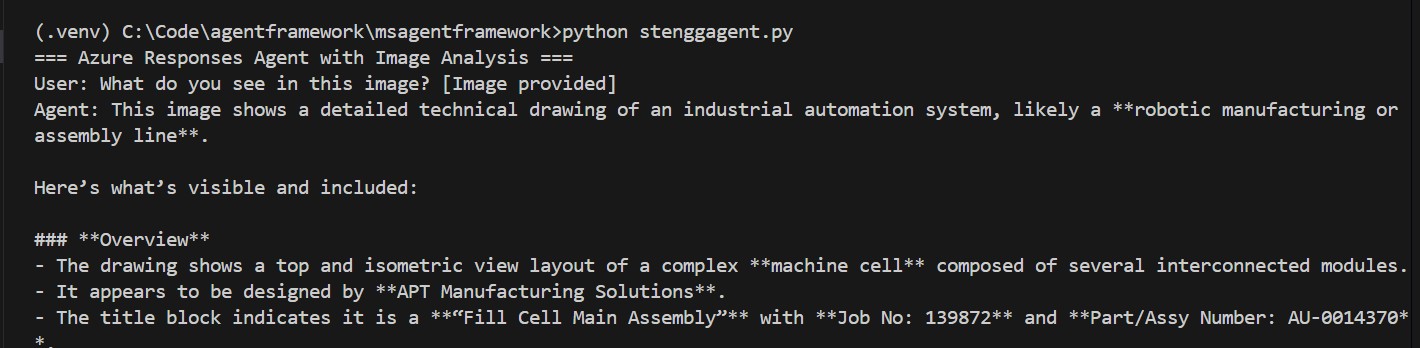 (.venv) C:\Code\agentframework\msagentframework>python stenggagent.py
=== Azure Responses Agent with Image Analysis ===
User: What do you see in this image? [Image provided]
Agent: This image shows a detailed technical drawing of an industrial automation system, likely a **robotic manufacturing or
assembly line**.
Here’s what’s visible and included:
### **Overview**
- The drawing shows a top and isometric view layout of a complex **machine cell** composed of several interconnected modules.
- It appears to be designed by **APT Manufacturing Solutions**.
- The title block indicates it is a **“Fill Cell Main Assembly”** with **Job No: 139872** and **Part/Assy Number: AU-0014370*
*.